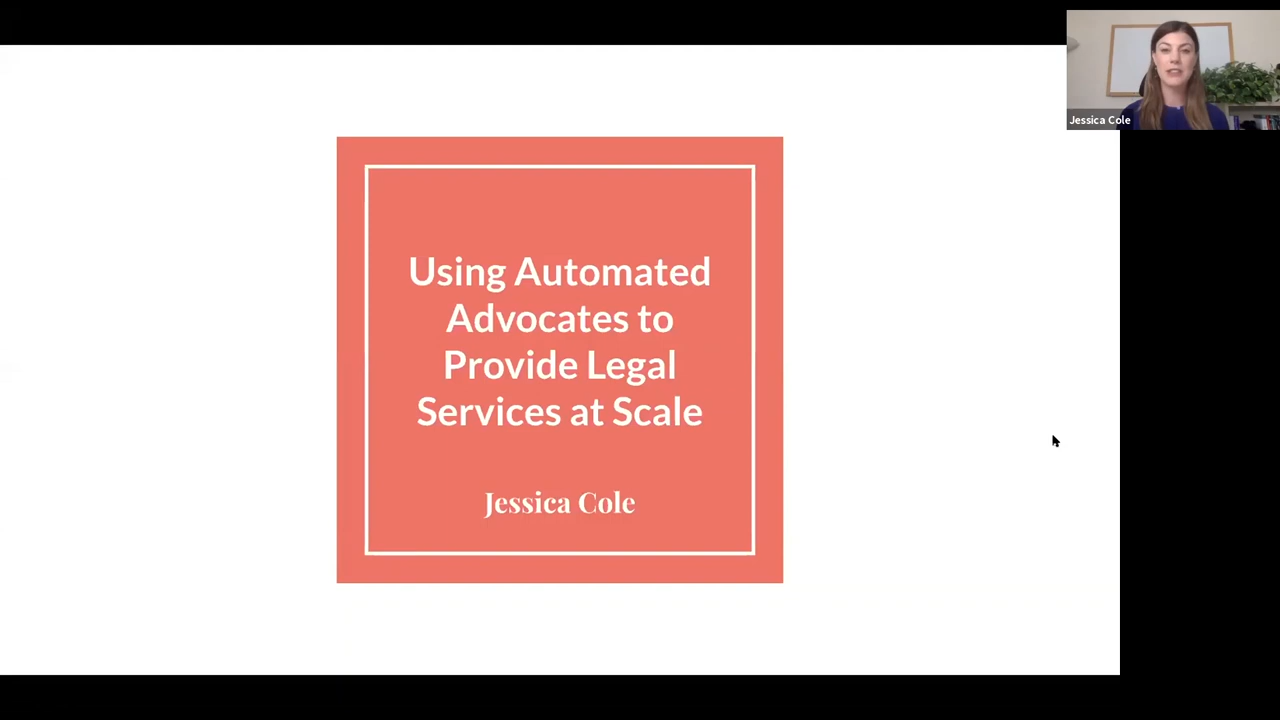 Jessica Cole
Using Automated
Advocates to
Provide Legal
Services at Scale
Jessica Cole